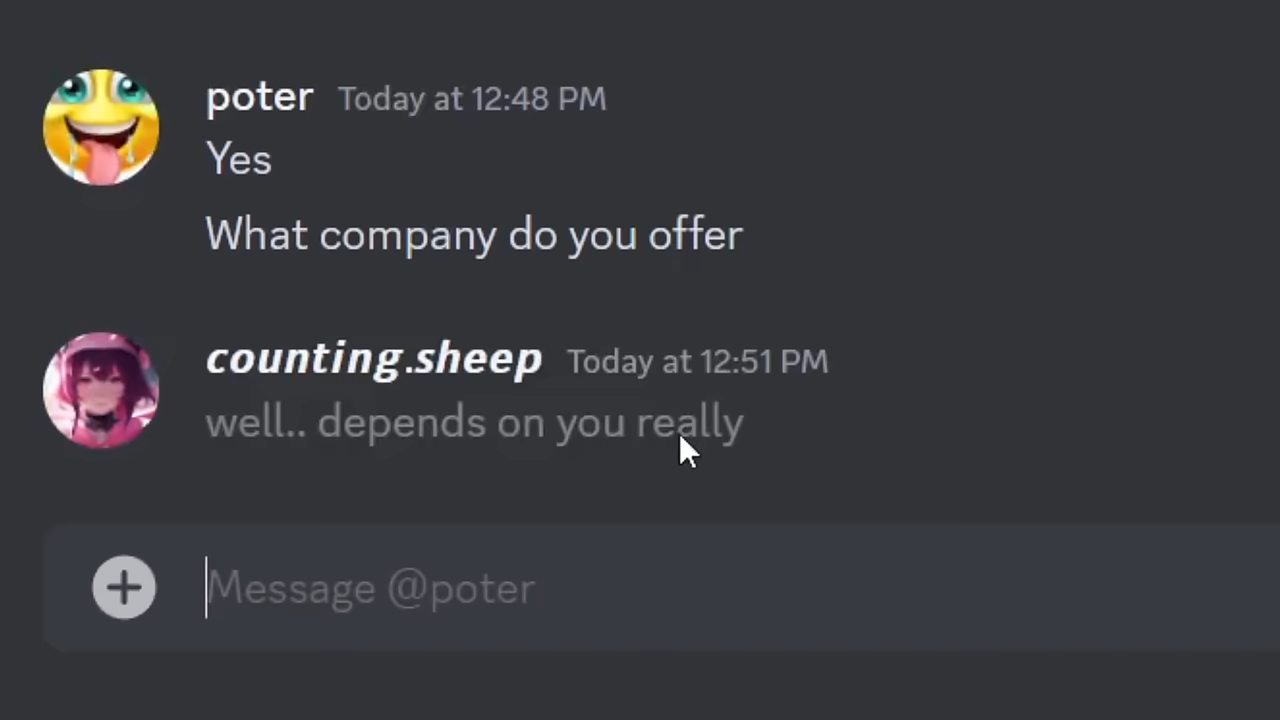 poter Today at 12:48 PM
Yes
What company do you offer
counting.sheep Today at 12:51 PM
well.. depends on you really
Message @poter